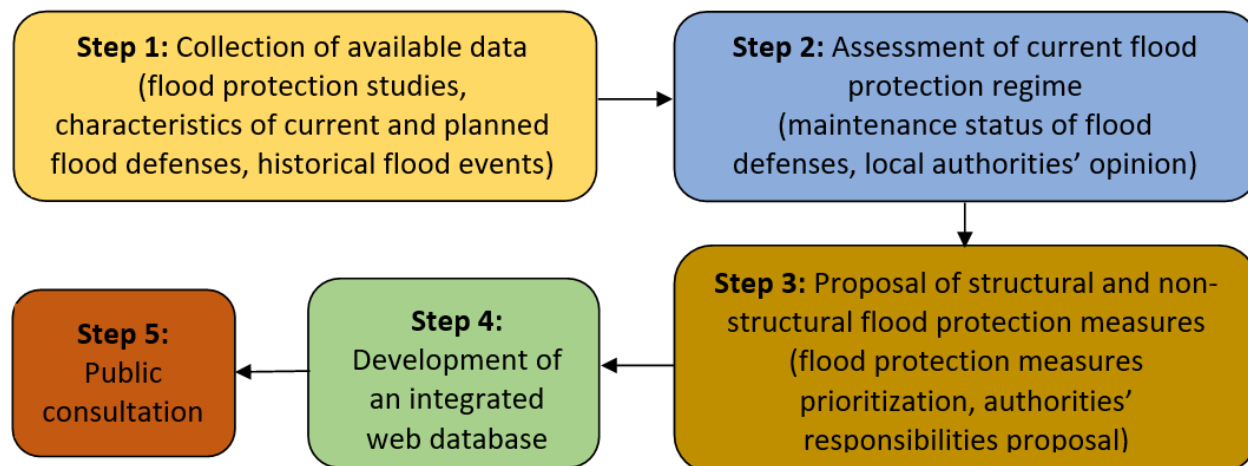 Step 1: Collection of available data
(flood protection studies,
characteristics of current and planned
flood defenses, historical flood events)
Step 2: Assessment of current flood
protection regime
(maintenance status of flood
defenses, local authorities’ opinion)
Step 3: Proposal of structural and non-
structural flood protection measures
(flood protection measures
prioritization, authorities’
responsibilities proposal)
Step 4:
Development of
an integrated
web database
Step 5:
Public
consultation